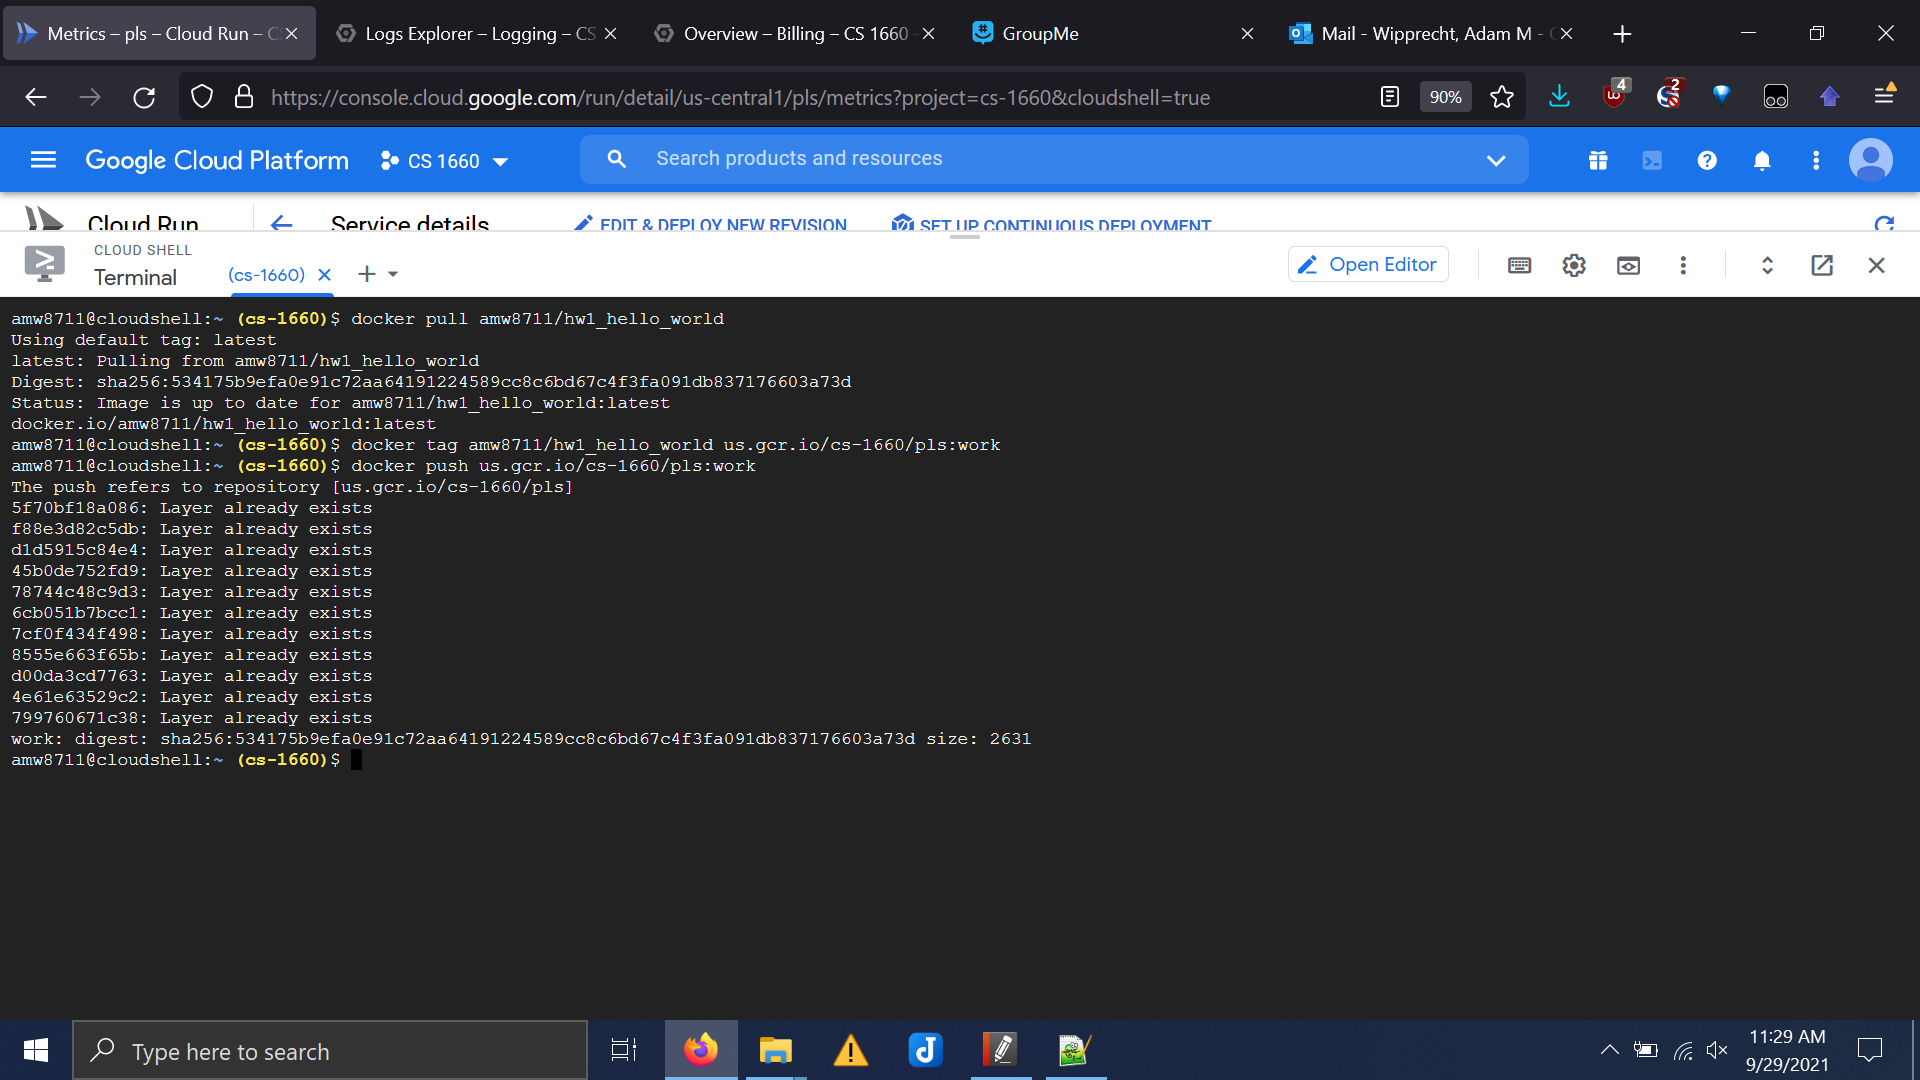 Metrics – pls – Cloud Run – C
Logs Explorer – Logging – CS
Overview – Billing – CS 1660 -
GroupMe
Mail - Wipprecht, Adam M -
https://console.cloud.google.com/run/detail/us-central1/pls/metrics?project=cs-1660&cloudshell=true
90%
4
2
Google Cloud Platform
CS 1660
Search products and resources
Cloud Run
Service details
EDIT & DEPLOY NEW REVISION
SET UP CONTINUOUS DEPLOYMENT
CLOUD SHELL
Terminal
(cs-1660)
Open Editor
amw8711@cloudshell:~ (cs-1660)$ docker pull amw8711/hw1_hello_world
Using default tag: latest
latest: Pulling from amw8711/hw1_hello_world
Digest: sha256:534175b9efa0e91c72aa64191224589cc8c6bd67c4f3fa091db837176603a73d
Status: Image is up to date for amw8711/hw1_hello_world:latest
docker.io/amw8711/hw1_hello_world:latest
amw8711@cloudshell:~ (cs-1660)$ docker tag amw8711/hw1_hello_world us.gcr.io/cs-1660/pls:work
amw8711@cloudshell:~ (cs-1660)$ docker push us.gcr.io/cs-1660/pls:work
The push refers to repository [us.gcr.io/cs-1660/pls]
5f70bf18a086: Layer already exists
f88e3d82c5db: Layer already exists
d1d5915c84e4: Layer already exists
45b0de752fd9: Layer already exists
78744c48c9d3: Layer already exists
6cb051b7bcc1: Layer already exists
7cf0f434f498: Layer already exists
8555e663f65b: Layer already exists
d00da3cd7763: Layer already exists
4e61e63529c2: Layer already exists
799760671c38: Layer already exists
work: digest: sha256:534175b9efa0e91c72aa64191224589cc8c6bd67c4f3fa091db837176603a73d size: 2631
amw8711@cloudshell:~ (cs-1660)$
Type here to search
11:29 AM
9/29/2021